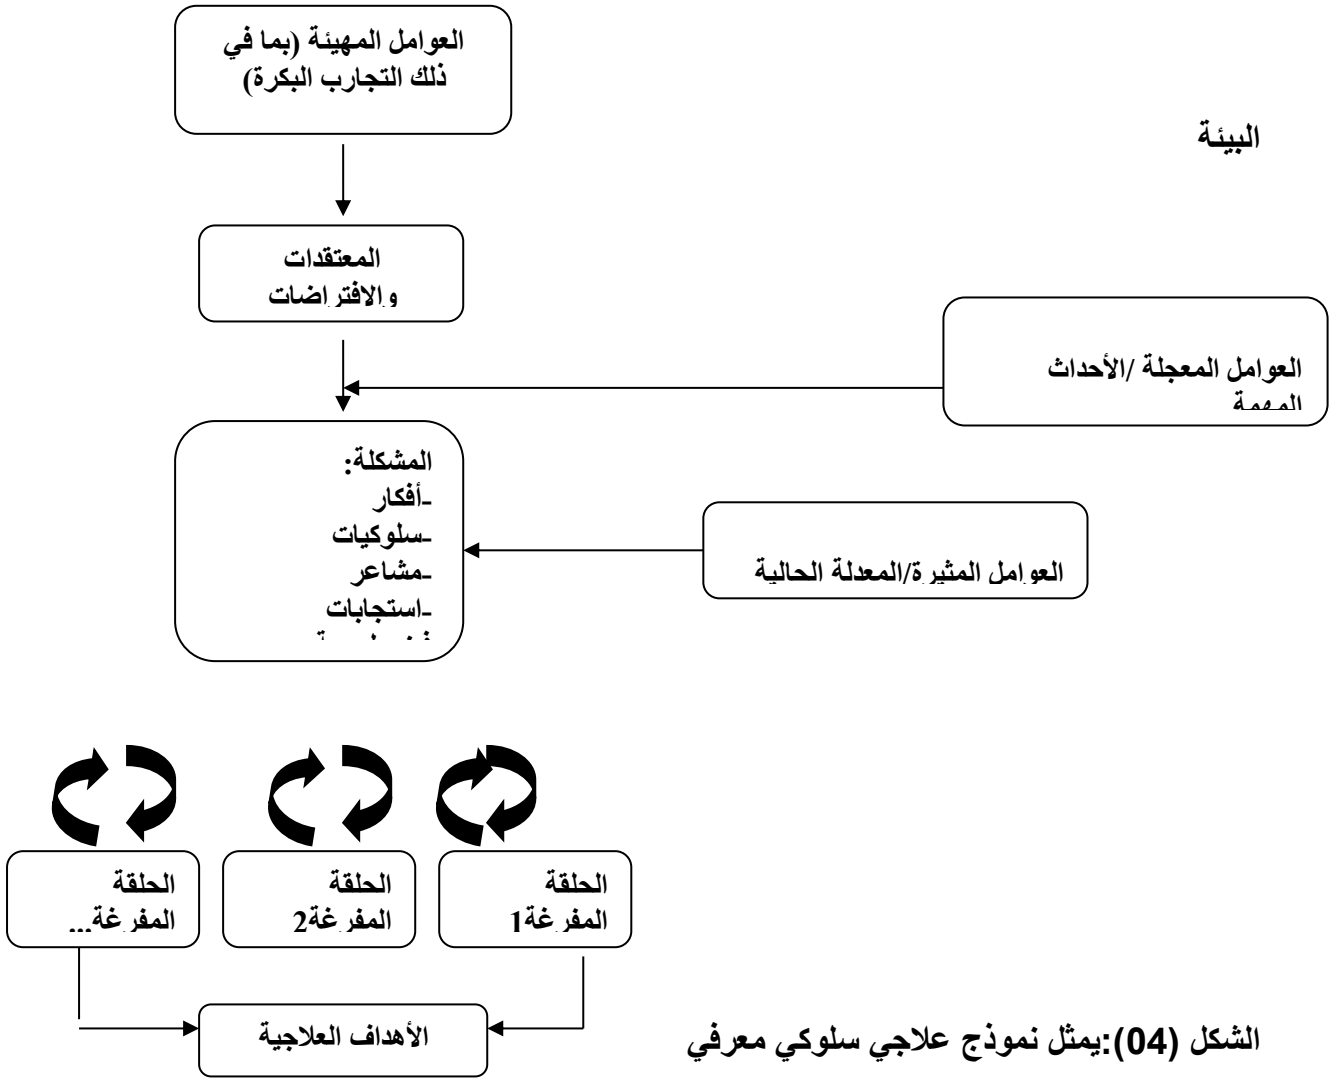 العوامل المهيئة (بما في
ذلك التجارب البكرة)
البيئة
المعتقدات
والافتراضات
العوامل المعجلة /الأحداث
المهمة
المشكلة:
-أفكار
-سلوكيات
-مشاعر
-استجابات
العوامل المثيرة/المعدلة الحالية
الحلقة
المفرغة1
الحلقة
المفرغة2
الحلقة
المفرغة...
الأهداف العلاجية
الشكل (04):يمثل نموذج علاجي سلوكي معرفي